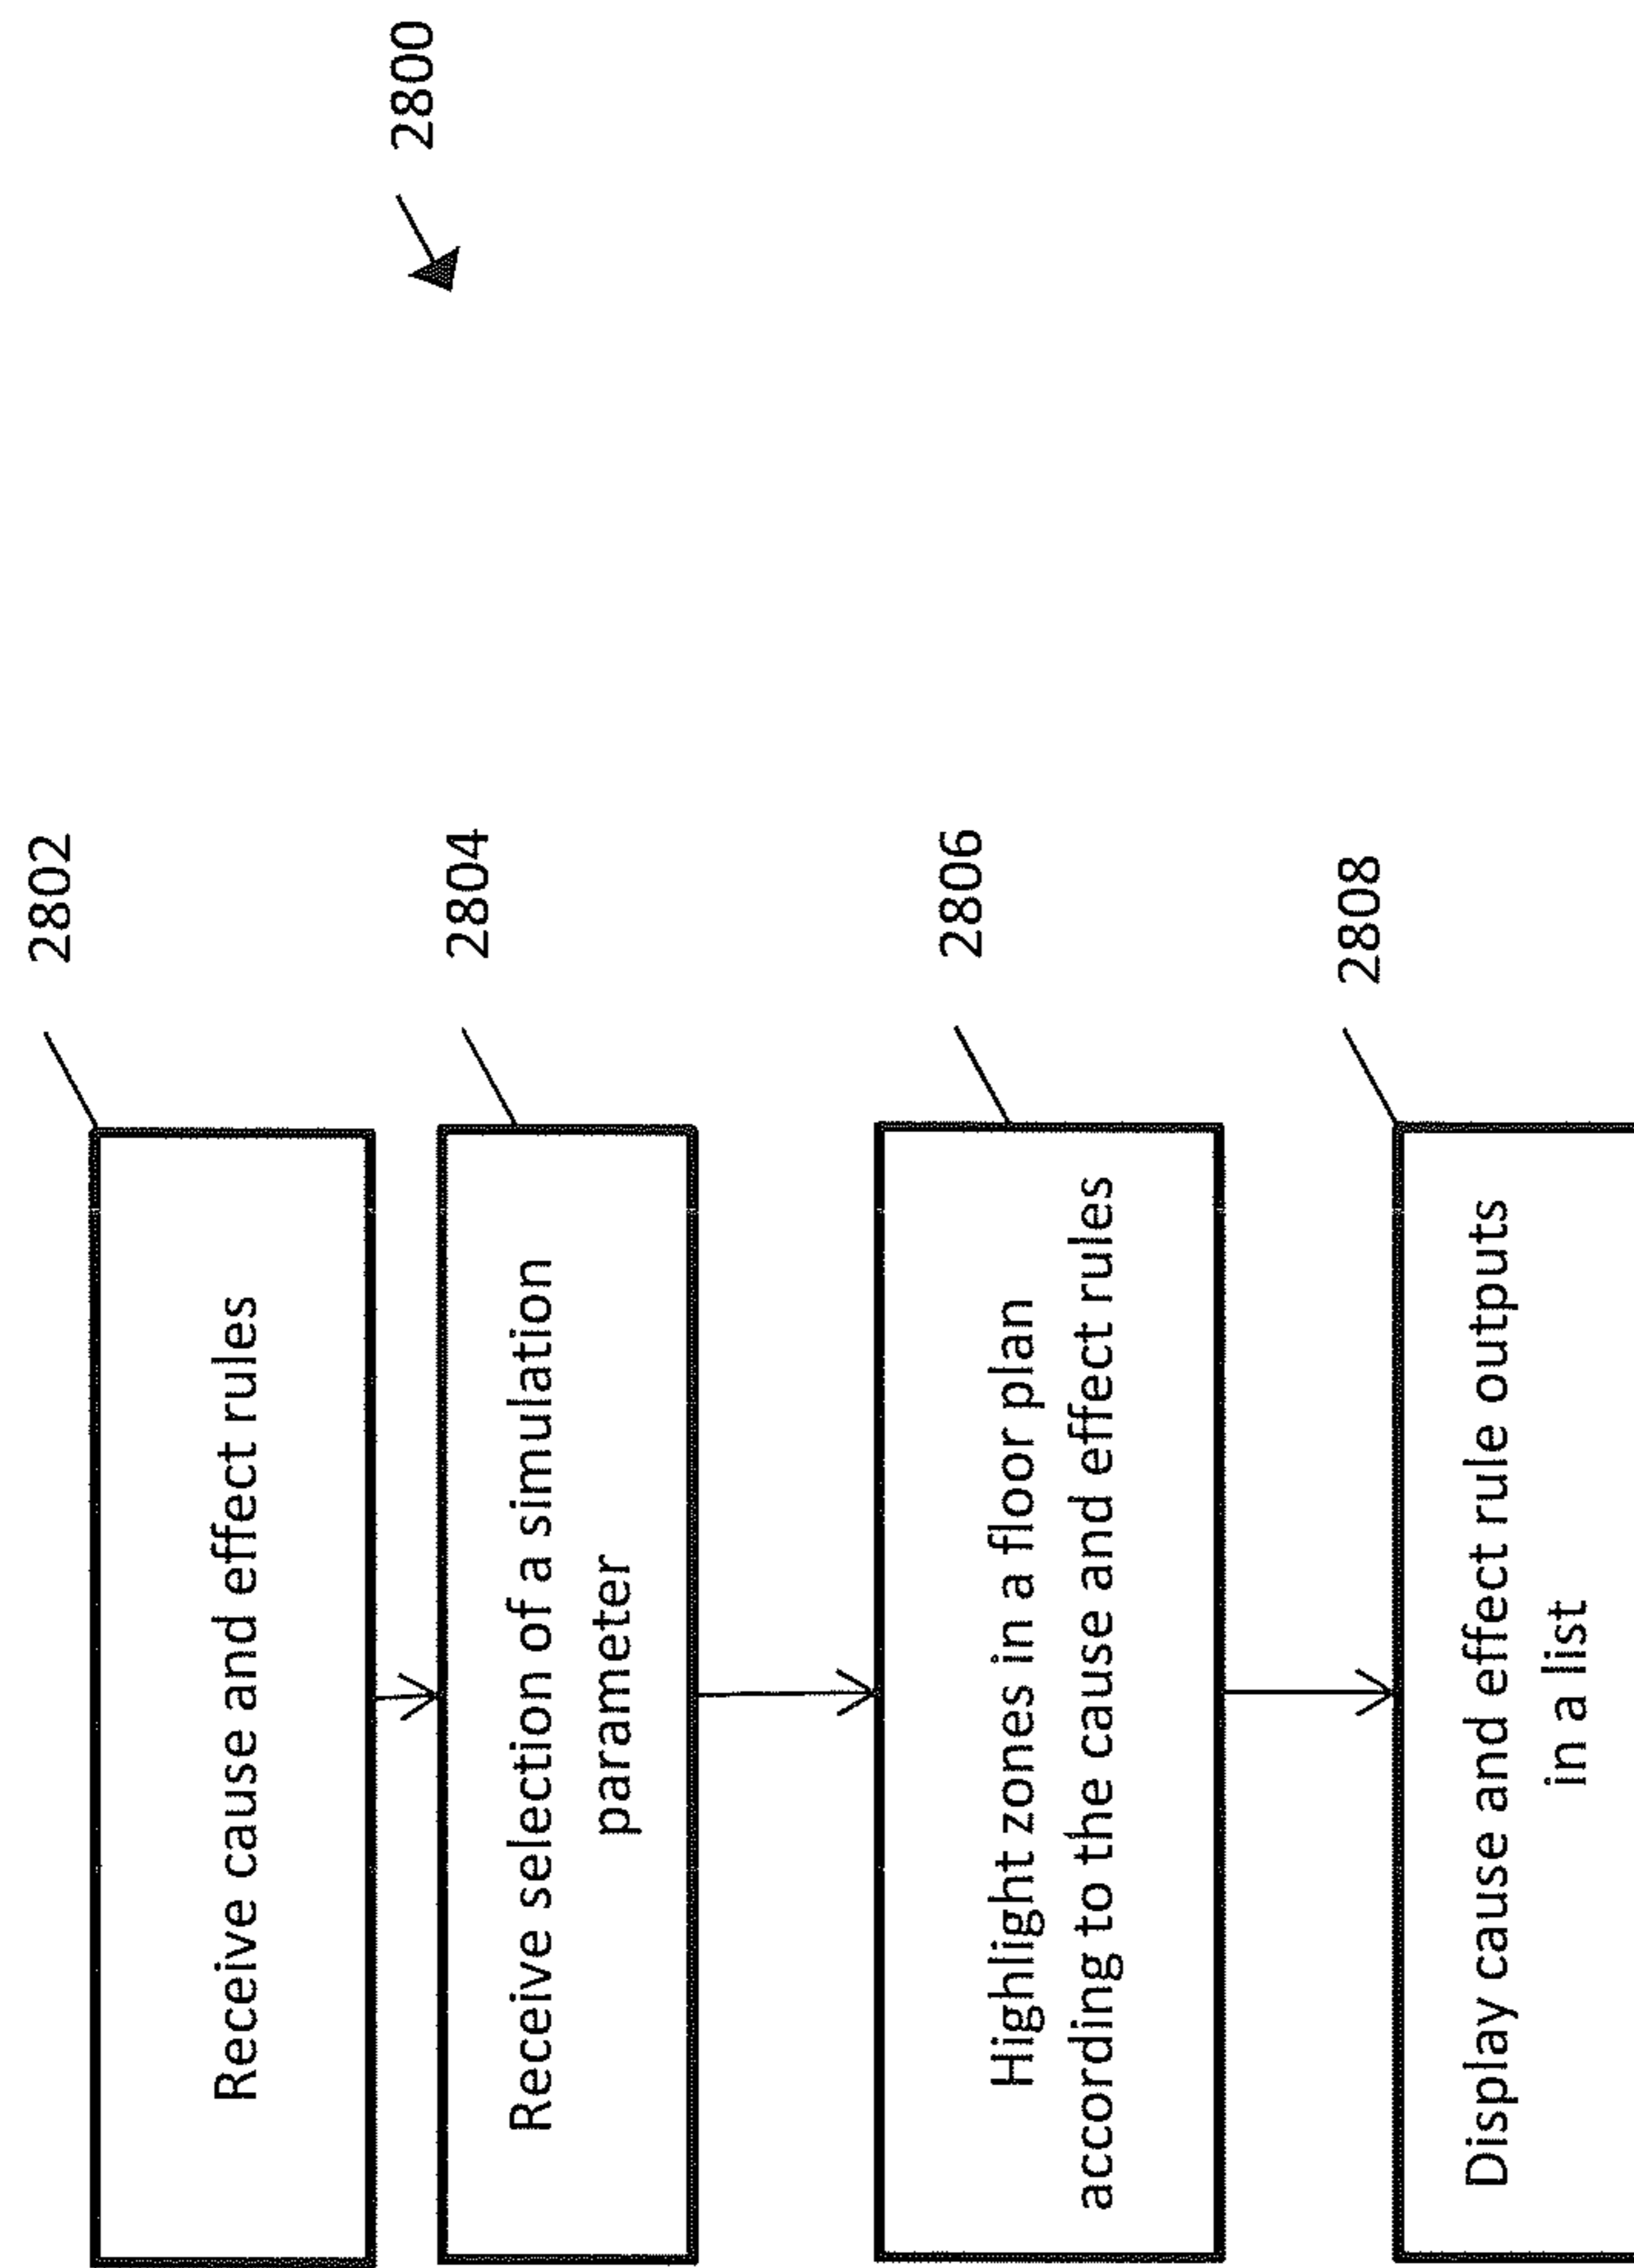 2800
2802
Receive cause and effect rules
2804
Receive selection of a simulation
parameter
2806
Highlight zones in a floor plan
according to the cause and effect rules
2808
Display cause and effect rule outputs
in a list